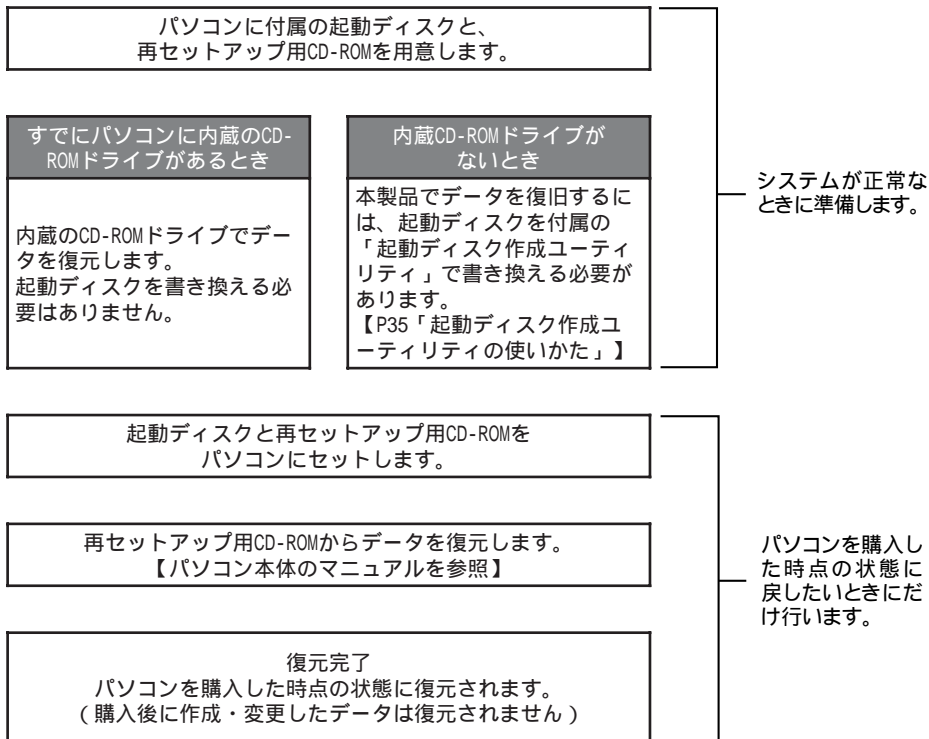 パソコンに付属の起動ディスクと、
再セットアップ用CD-ROMを用意します。
すでにパソコンに内蔵のCD-
ROMドライブがあるとき
内蔵のCD-ROMドライブでデー
タを復元します。
起動ディスクを書き換える必
要はありません。
内蔵CD-ROMドライブが
ないとき
本製品でデータを復旧するに
は、起動ディスクを付属の
「起動ディスク作成ユーティ
リティ」で書き換える必要が
あります。
【P35「起動ディスク作成ユ
ーティリティの使いかた」】
システムが正常な
ときに準備します。
起動ディスクと再セットアップ用CD-ROMを
パソコンにセットします。
再セットアップ用CD-ROMからデータを復元します。
【パソコン本体のマニュアルを参照】
復元完了
パソコンを購入した時点の状態に復元されます。
(購入後に作成・変更したデータは復元されません)
パソコンを購入し
た時点の状態に
戻したいときにだ
け行います。